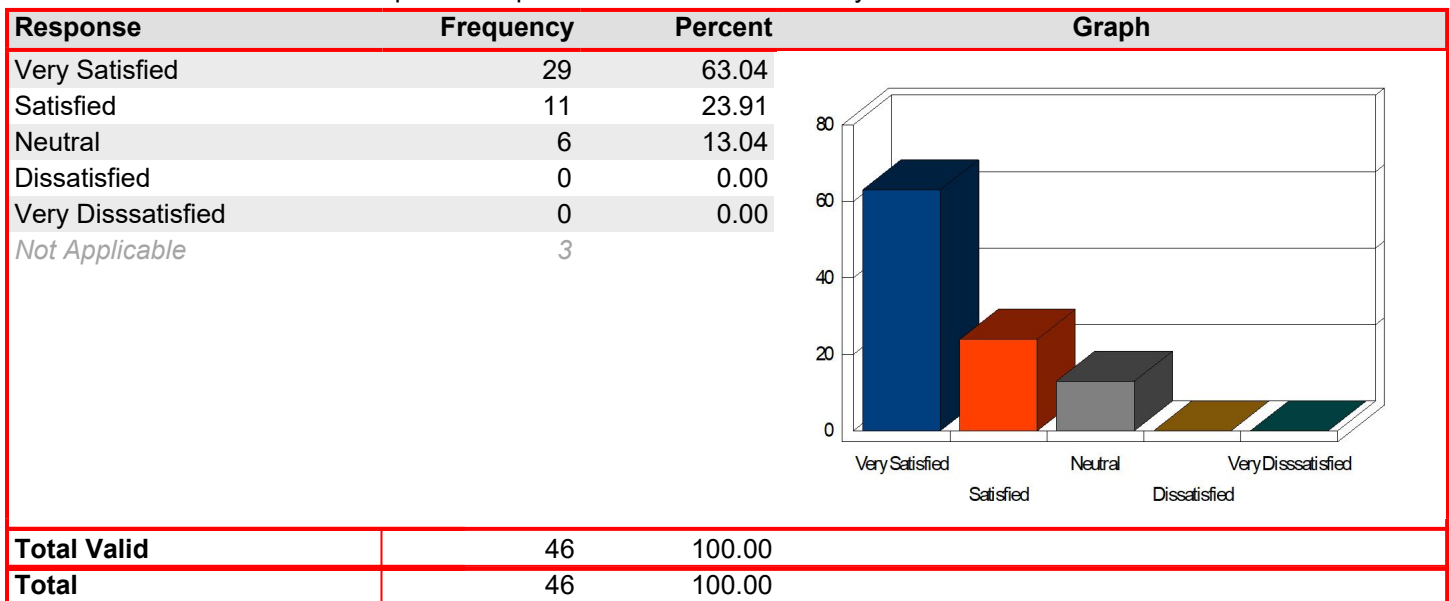 Response Frequency Percent Graph
Very Satisfied 29 63.04
Satisfied 11 23.91
Neutral 6 13.04
Dissatisfied 0 0.00
Very Disssatisfied 0 0.00
Not Applicable 3
80
60
40
20
0
Very Satisfied Neutral Very Disssatisfied
Satisfied Dissatisfied
Total Valid 46 100.00
Total 46 100.00